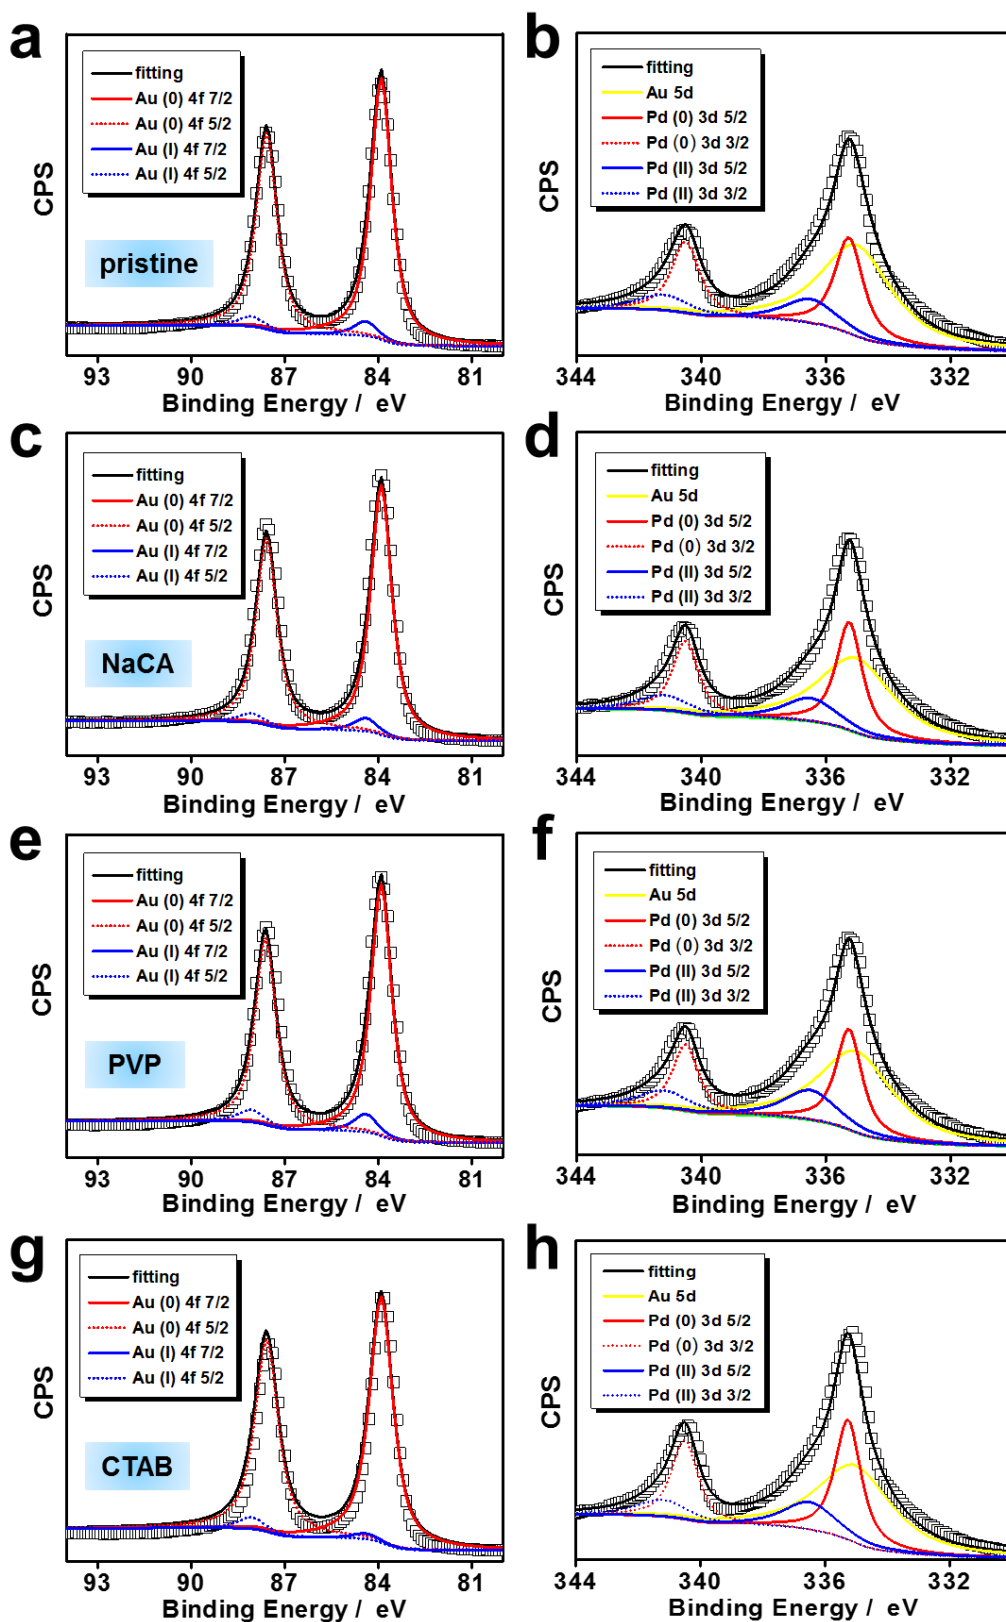 a
fitting
Au (0) 4f 7/2
Au (0) 4f 5/2
Au (I) 4f 7/2
Au (I) 4f 5/2
pristine
CPS
93 90 87 84 81
Binding Energy / eV
b
fitting
Au 5d
Pd (0) 3d 5/2
Pd (0) 3d 3/2
Pd (II) 3d 5/2
Pd (II) 3d 3/2
CPS
344 340 336 332
Binding Energy / eV
c
fitting
Au (0) 4f 7/2
Au (0) 4f 5/2
Au (I) 4f 7/2
Au (I) 4f 5/2
NaCA
CPS
93 90 87 84 81
Binding Energy / eV
d
fitting
Au 5d
Pd (0) 3d 5/2
Pd (0) 3d 3/2
Pd (II) 3d 5/2
Pd (II) 3d 3/2
CPS
344 340 336 332
Binding Energy / eV
e
fitting
Au (0) 4f 7/2
Au (0) 4f 5/2
Au (I) 4f 7/2
Au (I) 4f 5/2
PVP
CPS
93 90 87 84 81
Binding Energy / eV
f
fitting
Au 5d
Pd (0) 3d 5/2
Pd (0) 3d 3/2
Pd (II) 3d 5/2
Pd (II) 3d 3/2
CPS
344 340 336 332
Binding Energy / eV
g
fitting
Au (0) 4f 7/2
Au (0) 4f 5/2
Au (I) 4f 7/2
Au (I) 4f 5/2
CTAB
CPS
93 90 87 84 81
Binding Energy / eV
h
fitting
Au 5d
Pd (0) 3d 5/2
Pd (0) 3d 3/2
Pd (II) 3d 5/2
Pd (II) 3d 3/2
CPS
344 340 336 332
Binding Energy / eV